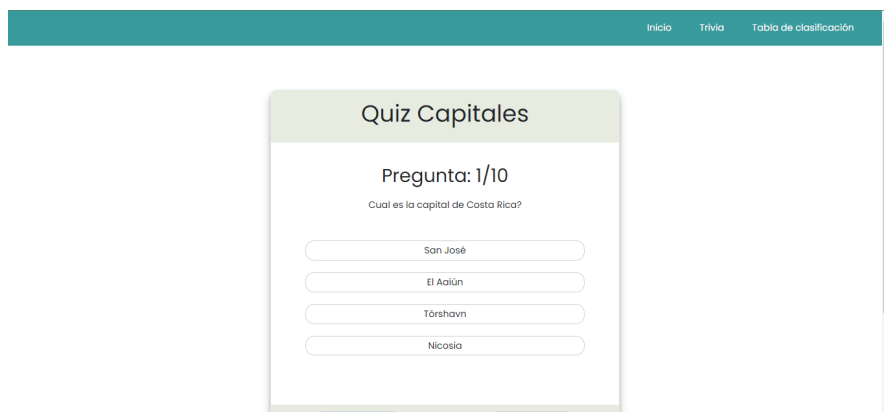 Inicio Trivia Tabla de clasificación
Quiz Capitales
Pregunta: 1/10
Cual es la capital de Costa Rica?
San José
El Aaiún
Tórshavn
Nicosia